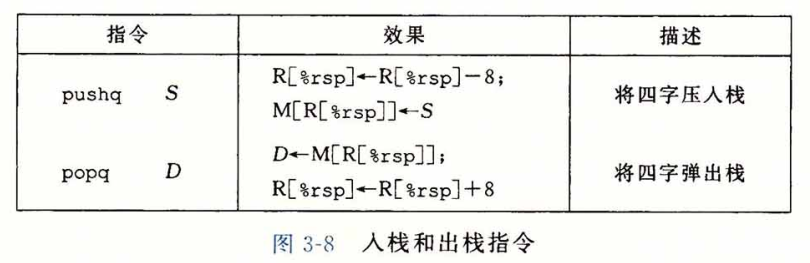 指令 效果 描述
pushq S R[%rsp]←R[%rsp]-8; 将四字压入栈
M[R[%rsp]]←S
popq D D←M[R[%rsp]]; 将四字弹出栈
R[%rsp]←R[%rsp]+8
图 3-8 入栈和出栈指令